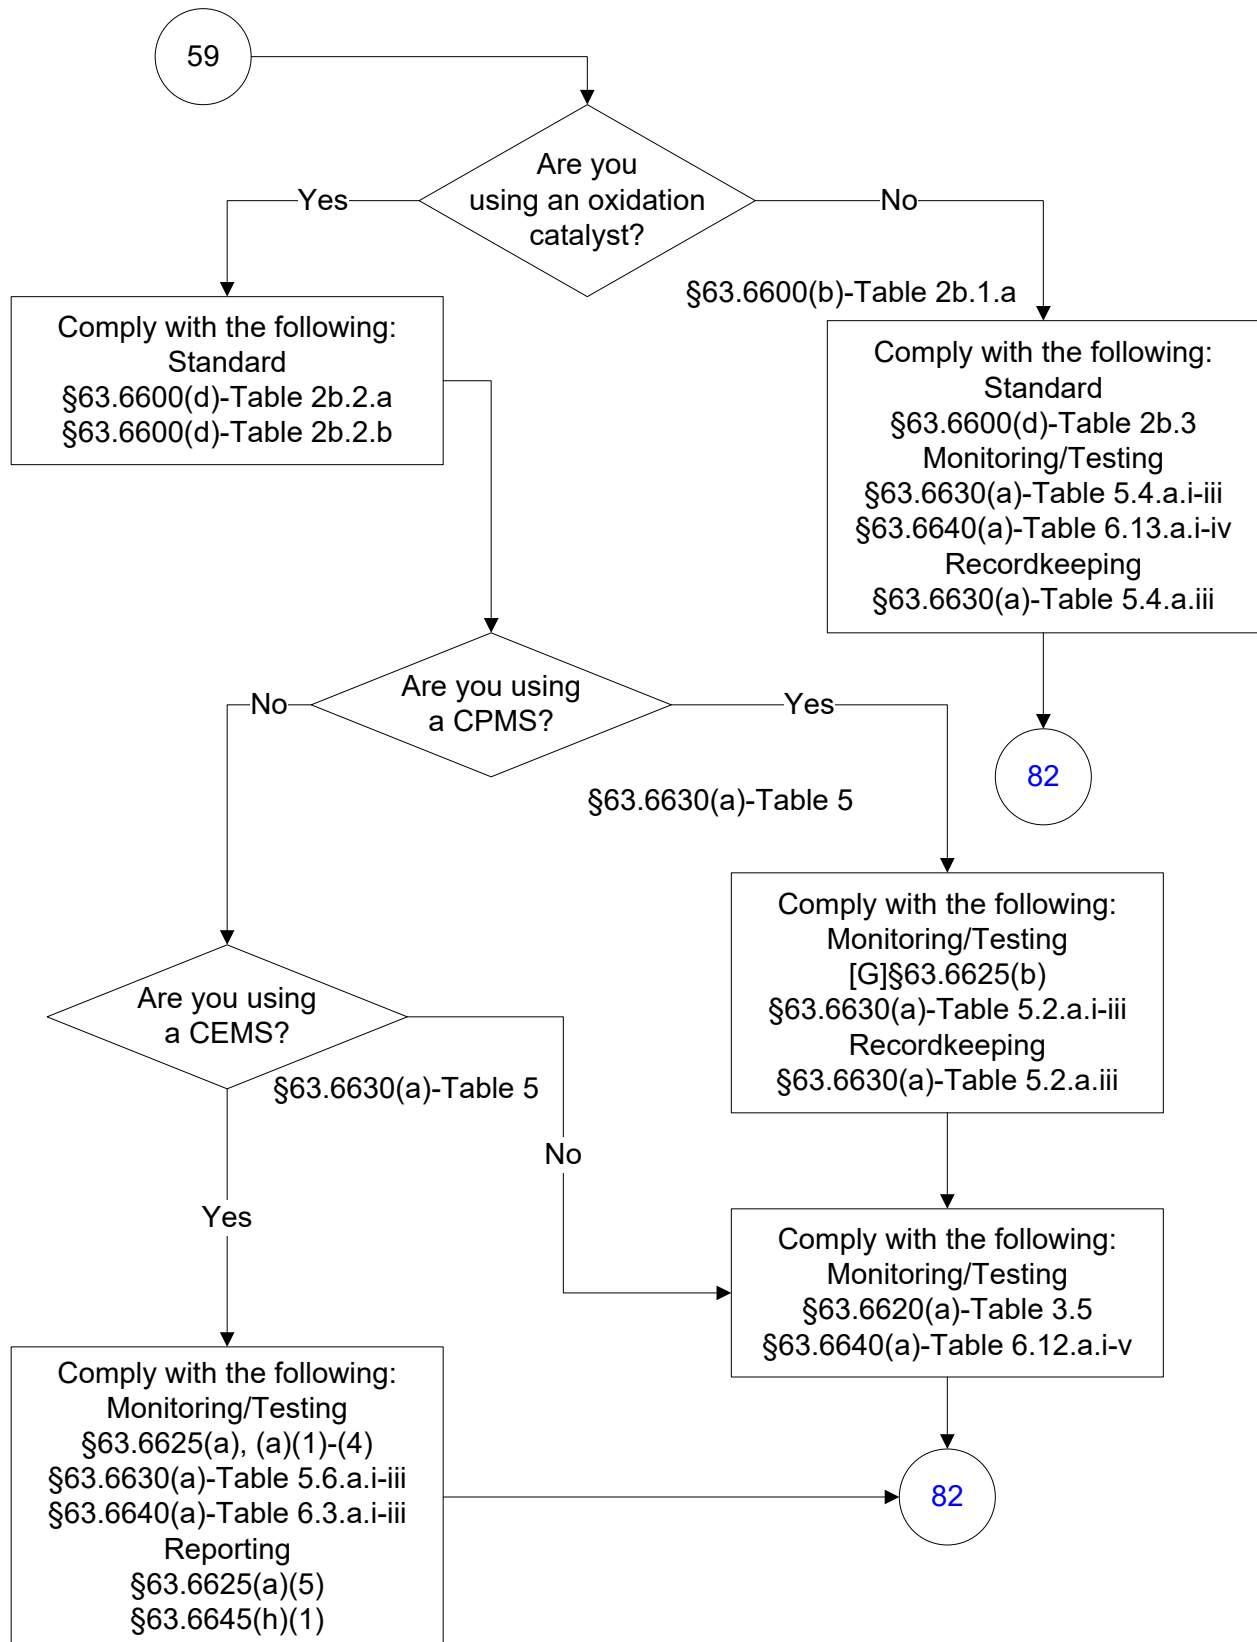 59
Are you
using an oxidation
catalyst?
Yes
No
§63.6600(b)-Table 2b.1.a
Comply with the following:
Standard
§63.6600(d)-Table 2b.2.a
§63.6600(d)-Table 2b.2.b
Comply with the following:
Standard
§63.6600(d)-Table 2b.3
Monitoring/Testing
§63.6630(a)-Table 5.4.a.i-iii
§63.6640(a)-Table 6.13.a.i-iv
Recordkeeping
§63.6630(a)-Table 5.4.a.iii
82
Are you using
a CPMS?
No
Yes
§63.6630(a)-Table 5
Comply with the following:
Monitoring/Testing
[G]§63.6625(b)
§63.6630(a)-Table 5.2.a.i-iii
Recordkeeping
§63.6630(a)-Table 5.2.a.iii
Are you using
a CEMS?
§63.6630(a)-Table 5
No
Yes
Comply with the following:
Monitoring/Testing
§63.6620(a)-Table 3.5
§63.6640(a)-Table 6.12.a.i-v
Comply with the following:
Monitoring/Testing
§63.6625(a), (a)(1)-(4)
§63.6630(a)-Table 5.6.a.i-iii
§63.6640(a)-Table 6.3.a.i-iii
Reporting
§63.6625(a)(5)
§63.6645(h)(1)
82